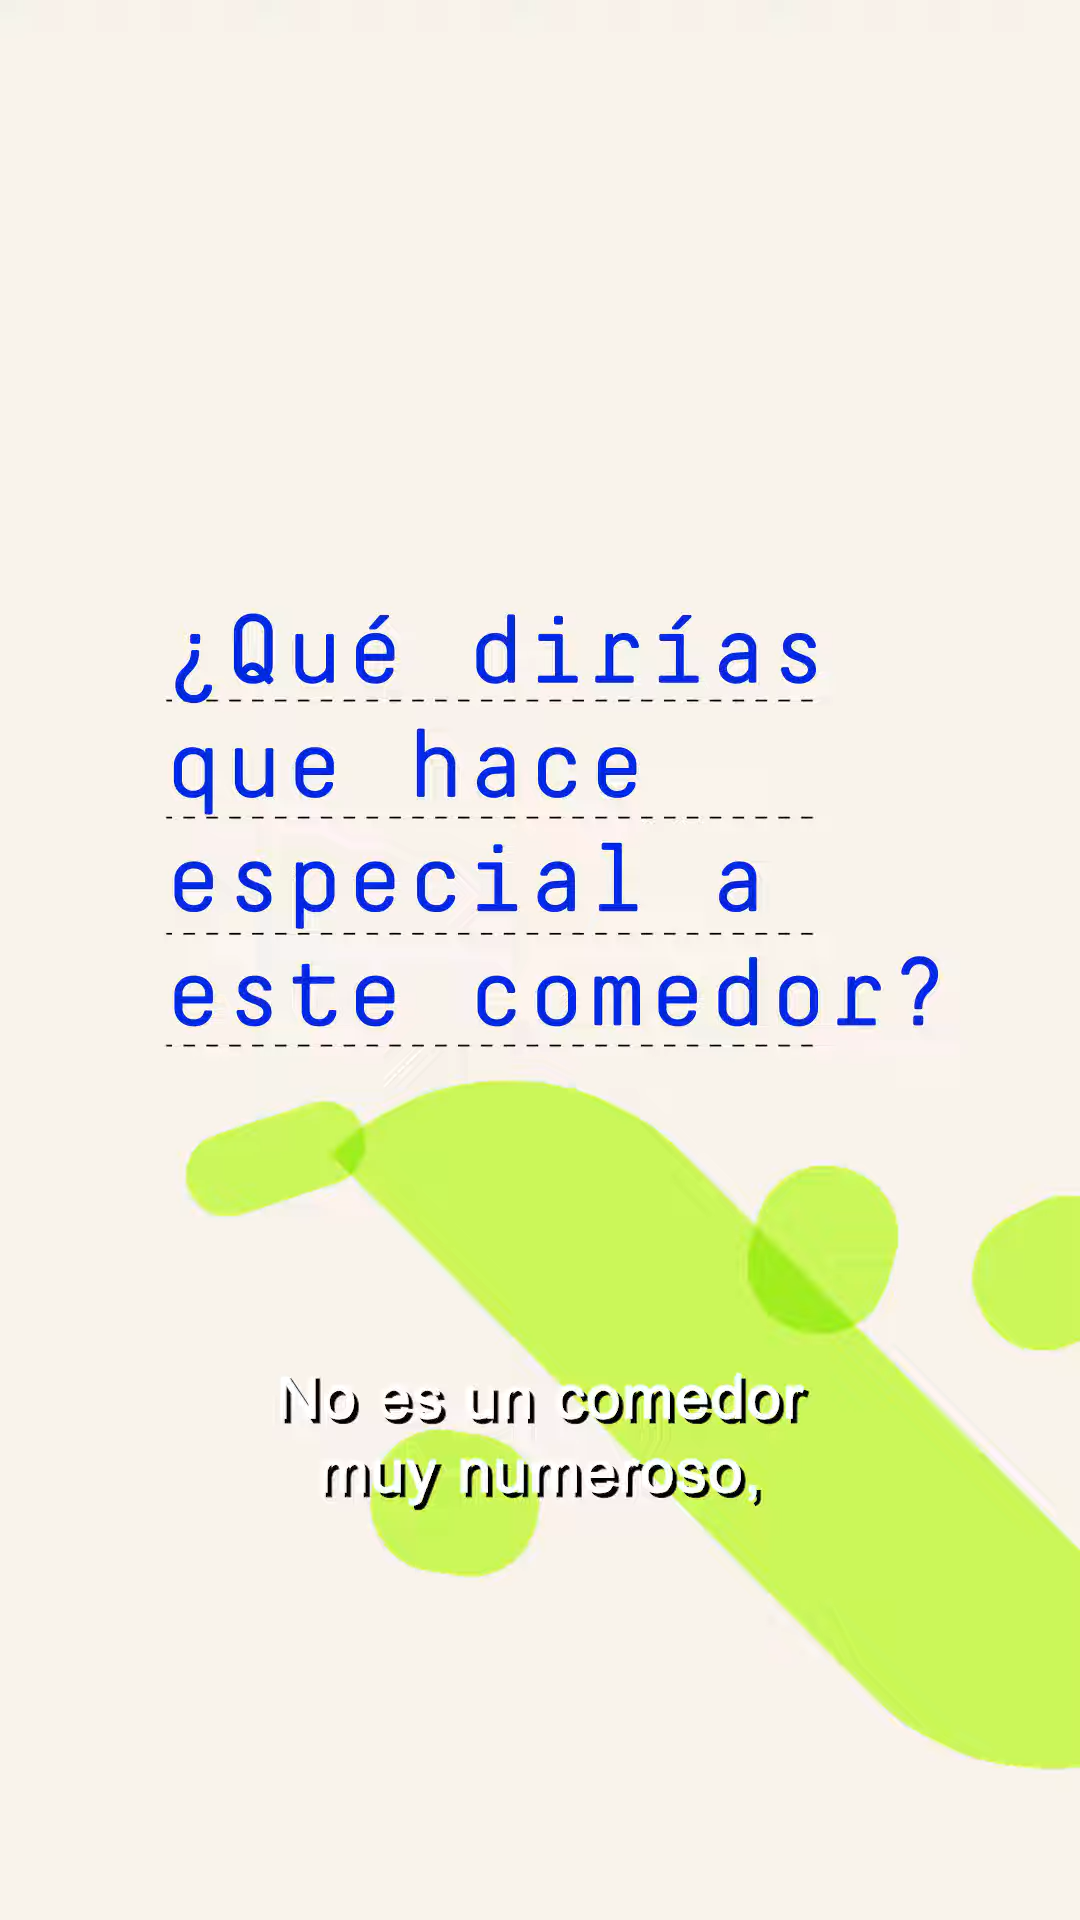 ¿Qué dirías
que hace
especial a
este comedor?
No es un comedor
muy numeroso,